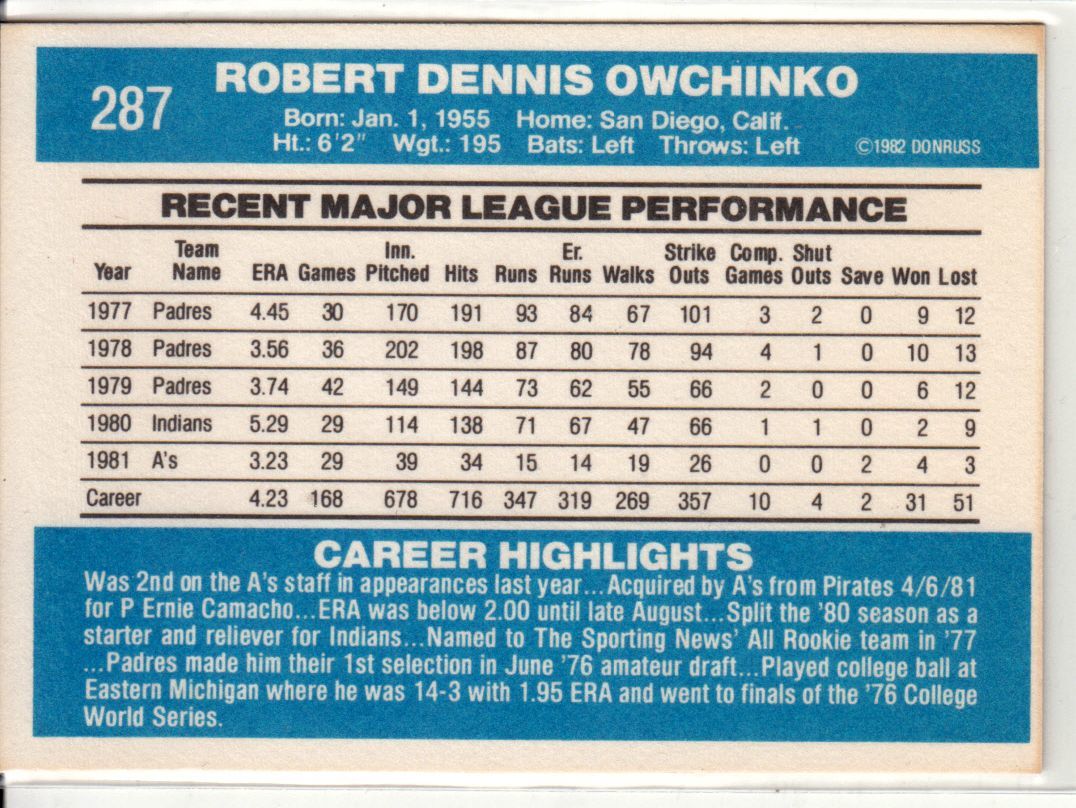 287
ROBERT DENNIS OWCHINKO
Born: Jan. 1, 1955 Home: San Diego, Calif.
Ht.: 6'2" Wgt.: 195 Bats: Left Throws: Left ©1982 DONRUSS
RECENT MAJOR LEAGUE PERFORMANCE
Year Team Name ERA Games Inn. Pitched Hits Runs Er. Runs Walks Strike Outs Comp. Games Shut Outs Save Won Lost
1977 Padres 4.45 30 170 191 93 84 67 101 3 2 0 9 12
1978 Padres 3.56 36 202 198 87 80 78 94 4 1 0 10 13
1979 Padres 3.74 42 149 144 73 62 55 66 2 0 0 6 12
1980 Indians 5.29 29 114 138 71 67 47 66 1 1 0 2 9
1981 A's 3.23 29 39 34 15 14 19 26 0 0 2 4 3
Career 4.23 168 678 716 347 319 269 357 10 4 2 31 51
CAREER HIGHLIGHTS
Was 2nd on the A's staff in appearances last year...Acquired by A's from Pirates 4/6/81
for P Ernie Camacho...ERA was below 2.00 until late August...Split the '80 season as a
starter and reliever for Indians...Named to The Sporting News' All Rookie team in '77
...Padres made him their 1st selection in June '76 amateur draft...Played college ball at
Eastern Michigan where he was 14-3 with 1.95 ERA and went to finals of the '76 College
World Series.